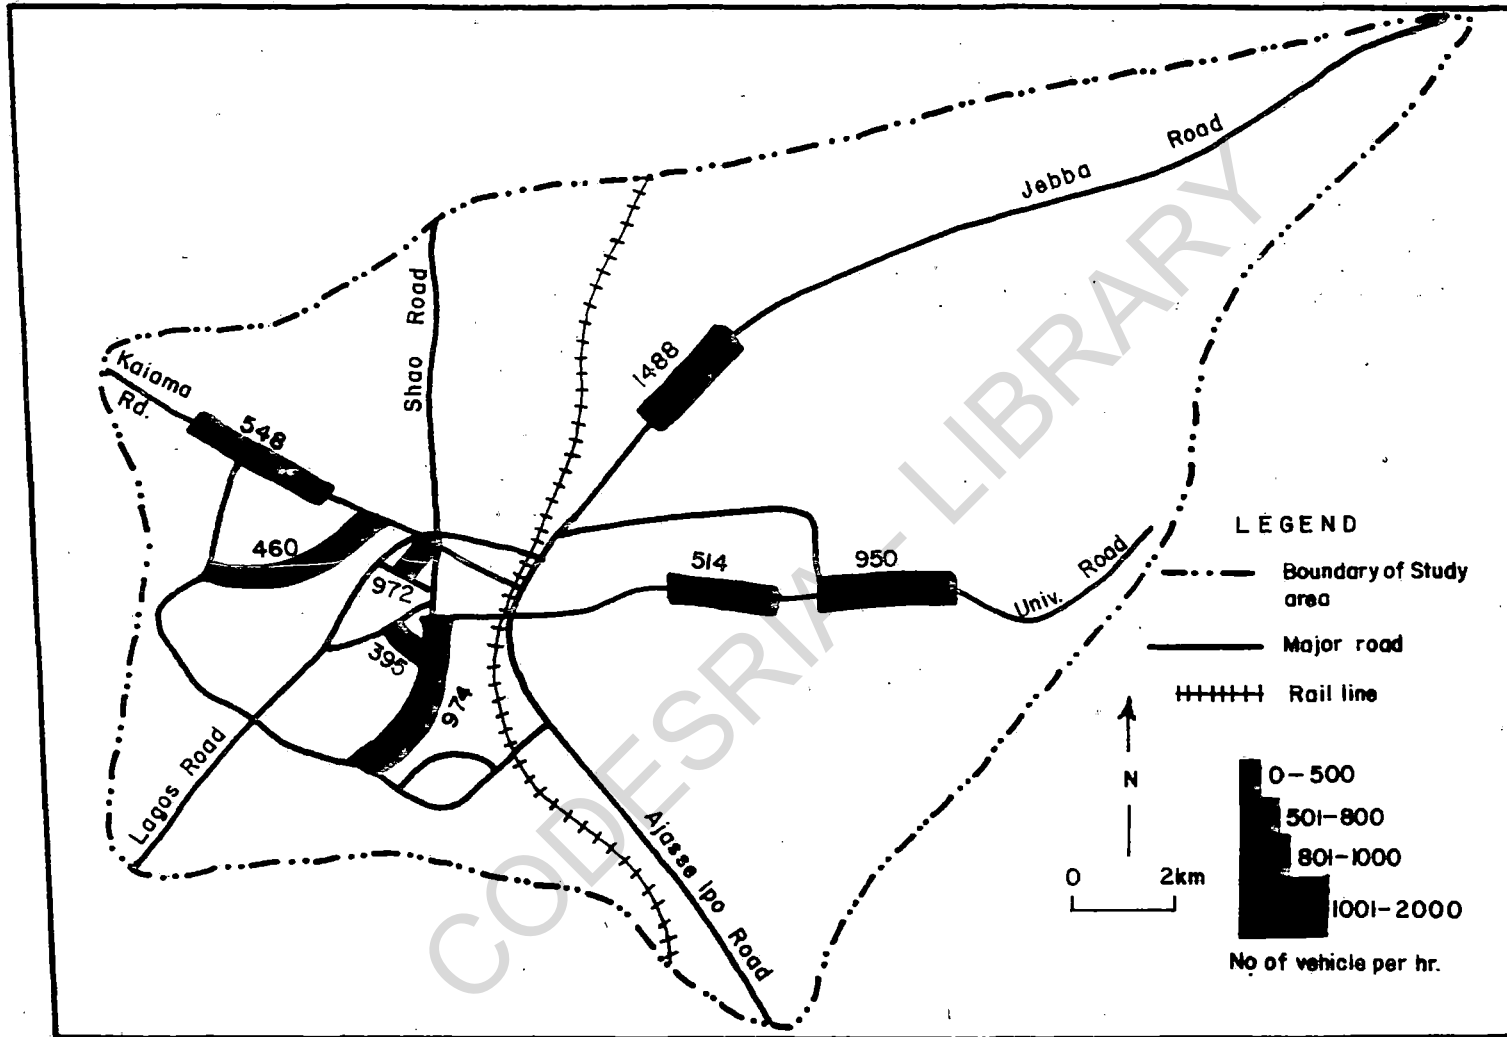 Jebba Road
Shao Road
Kaiama
Rd.
1488
548
460
972
395
974
514
950
Univ. Road
Lagos Road
Ajasse Ipo Road
LEGEND
Boundary of Study
area
Major road
Rail line
N
0 2km
0-500
501-800
801-1000
1001-2000
No of vehicle per hr.
CODESRIA - LIBRARY